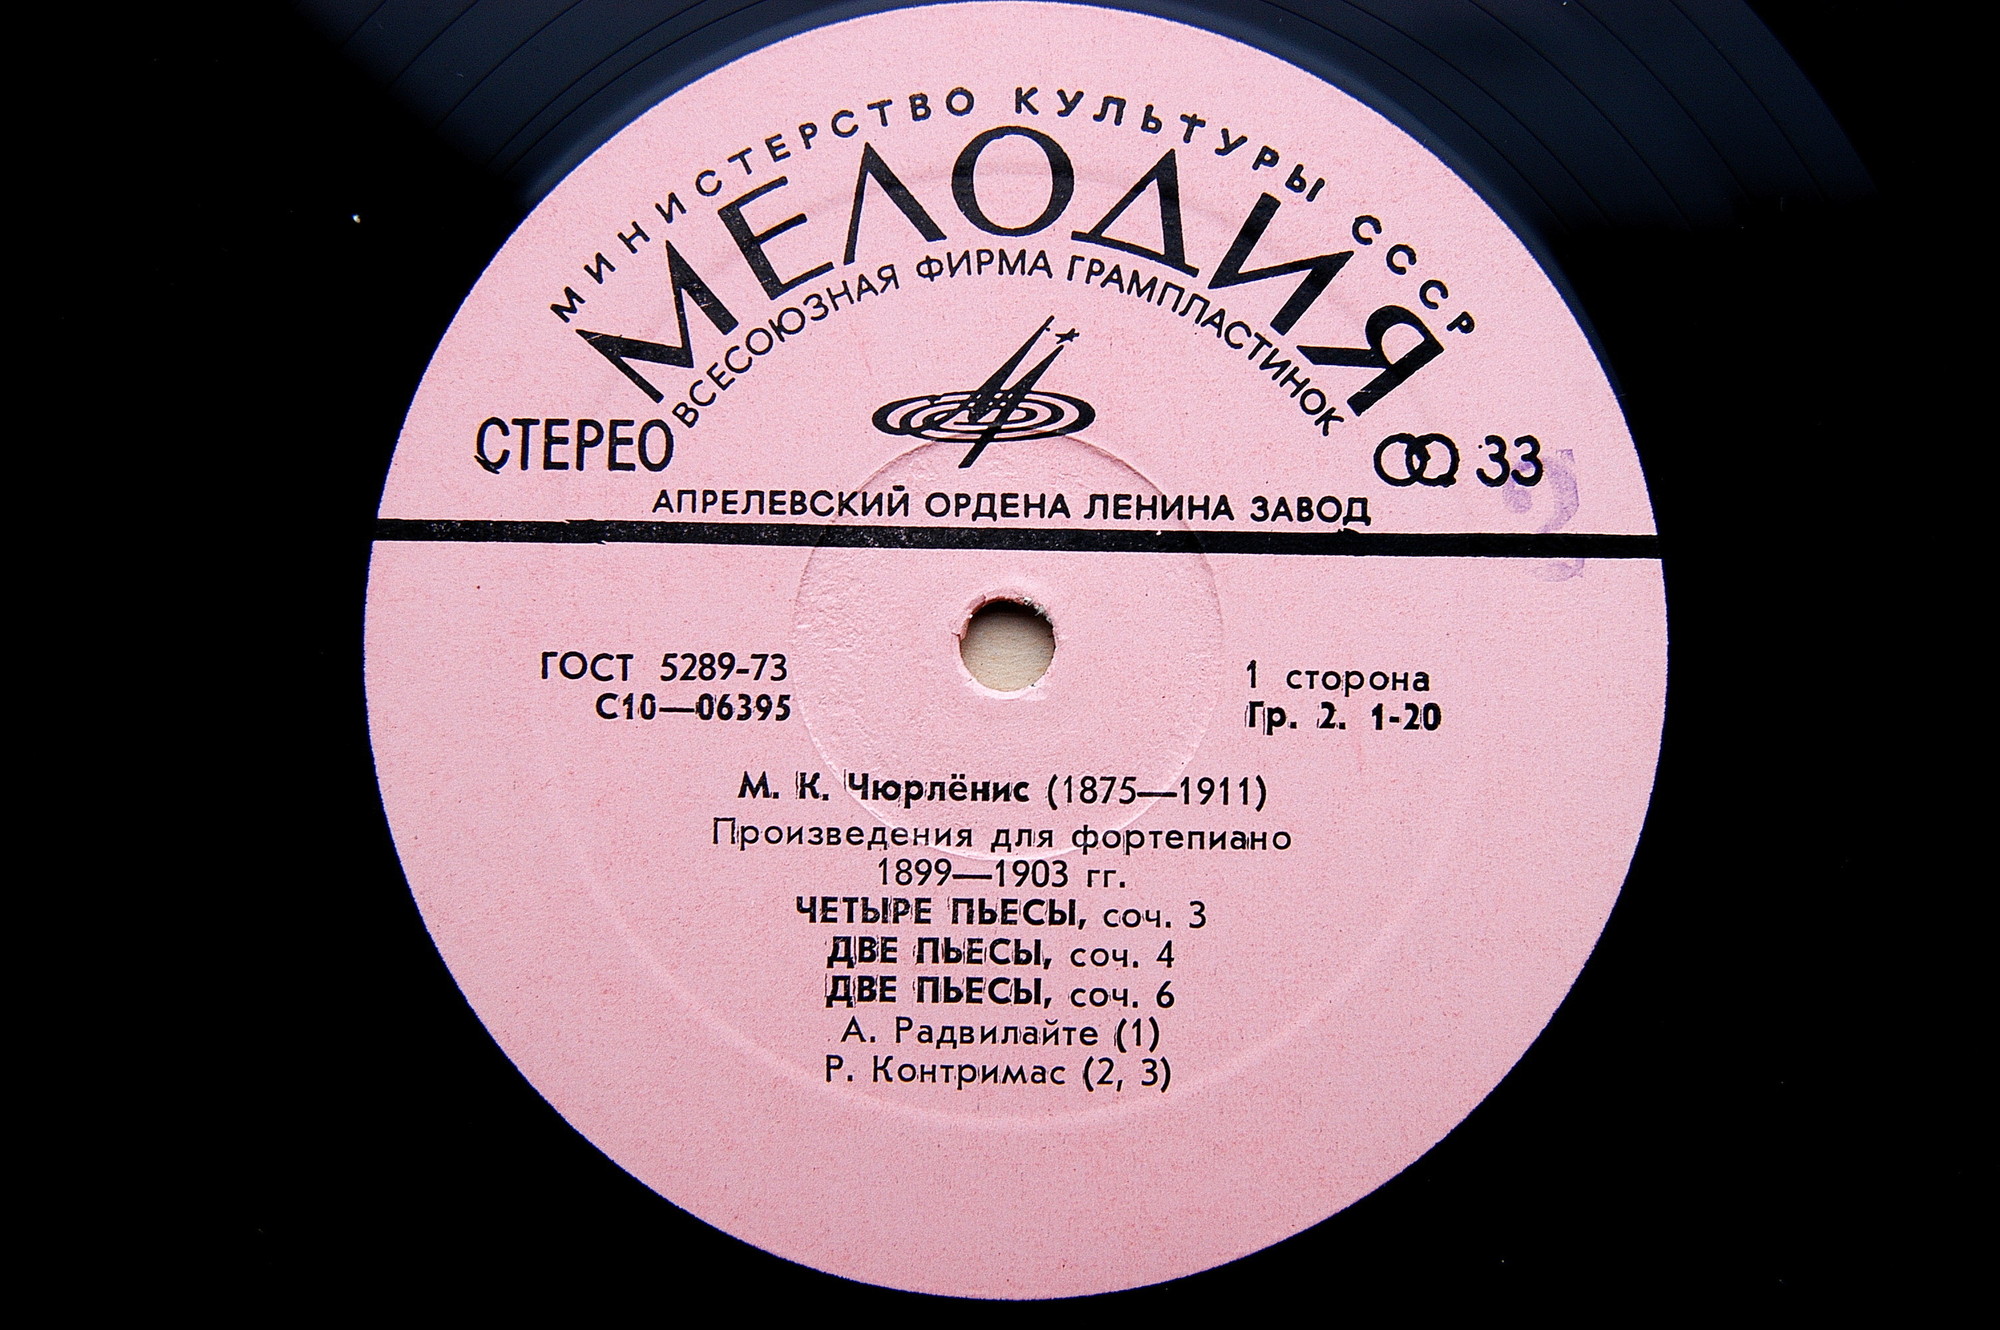 МИНИСТЕРСТВО КУЛЬТУРЫ СССР
МЕЛОДИЯ
ВСЕСОЮЗНАЯ ФИРМА ГРАМПЛАСТИНОК
СТЕРЕО
33
АПРЕЛЕВСКИЙ ОРДЕНА ЛЕНИНА ЗАВОД
ГОСТ 5289-73
С10—06395
1 сторона
Гр. 2. 1-20
М. К. Чюрлёнис (1875—1911)
Произведения для фортепиано
1899—1903 гг.
ЧЕТЫРЕ ПЬЕСЫ, соч. 3
ДВЕ ПЬЕСЫ, соч. 4
ДВЕ ПЬЕСЫ, соч. 6
А. Радвилайте (1)
Р. Контримас (2, 3)